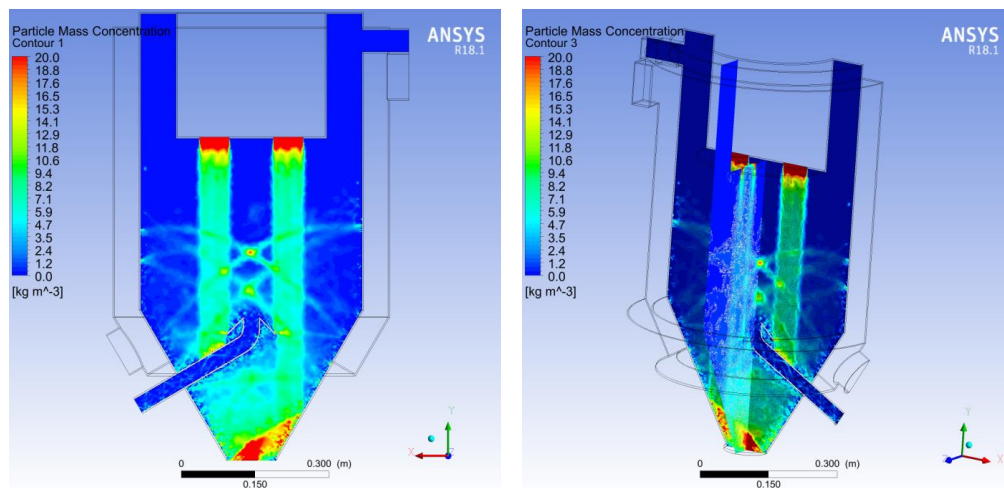 Particle Mass Concentration
Contour 1
20.0
18.8
17.6
16.5
15.3
14.1
12.9
11.8
10.6
9.4
8.2
7.1
5.9
4.7
3.5
2.4
1.2
0.0
[kg m^-3]
ANSYS
R18.1
0
0.300 (m)
0.150
Y
X
Z
Particle Mass Concentration
Contour 3
20.0
18.8
17.6
16.5
15.3
14.1
12.9
11.8
10.6
9.4
8.2
7.1
5.9
4.7
3.5
2.4
1.2
0.0
[kg m^-3]
ANSYS
R18.1
0
0.300 (m)
0.150
Y
Z
X